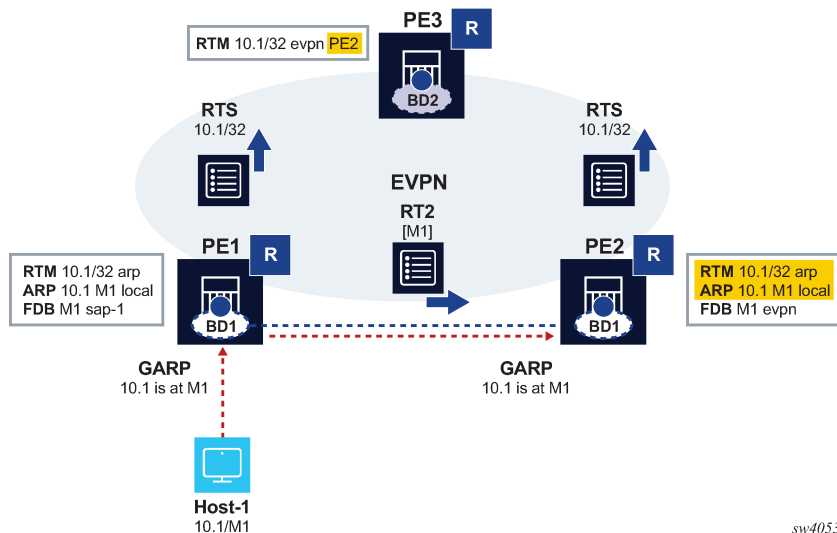 PE3
R
RTM 10.1/32 evpn PE2
BD2
RTS
10.1/32
RTS
10.1/32
EVPN
RT2
[M1]
PE1
R
PE2
R
RTM 10.1/32 arp
ARP 10.1 M1 local
FDB M1 sap-1
BD1
BD1
RTM 10.1/32 arp
ARP 10.1 M1 local
FDB M1 evpn
GARP
10.1 is at M1
GARP
10.1 is at M1
Host-1
10.1/M1
sw4053